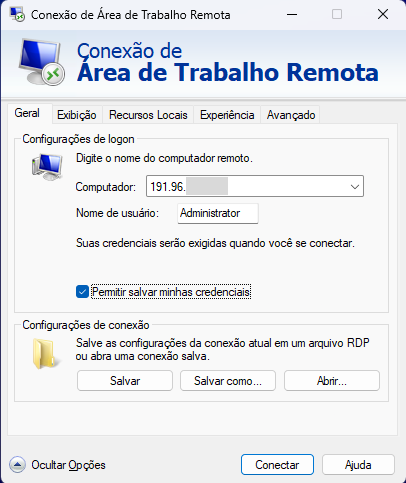 Conexão de Área de Trabalho Remota
Conexão de
Área de Trabalho Remota
Geral Exibição Recursos Locais Experiência Avançado
Configurações de logon
Digite o nome do computador remoto.
Computador: 191.96.
Nome de usuário: Administrator
Suas credenciais serão exigidas quando você se conectar.
Permitir salvar minhas credenciais
Configurações de conexão
Salve as configurações da conexão atual em um arquivo RDP
ou abra uma conexão salva.
Salvar Salvar como... Abrir...
Ocultar Opções Conectar Ajuda